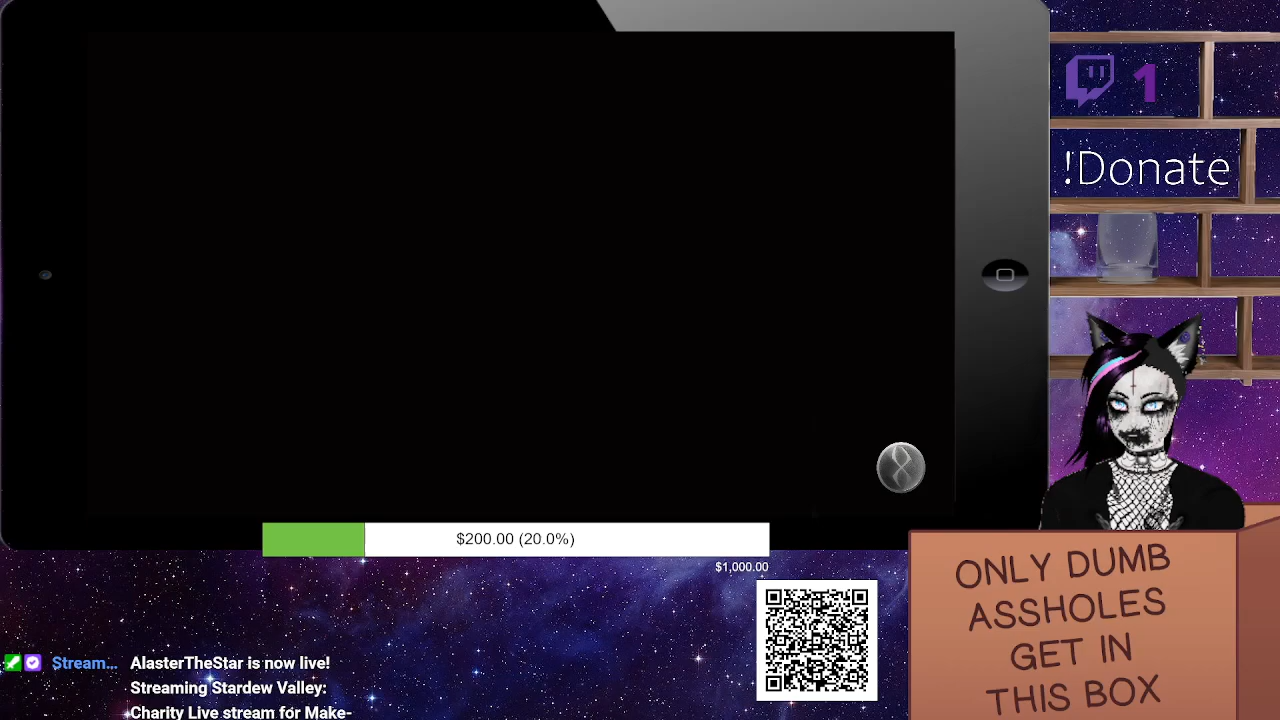 1
!Donate
$200.00 (20.0%)
$1,000.00
Stream... AlasterTheStar is now live!
Streaming Stardew Valley:
Charity Live stream for Make-
ONLY DUMB
ASSHOLES
GET IN
THIS BOX